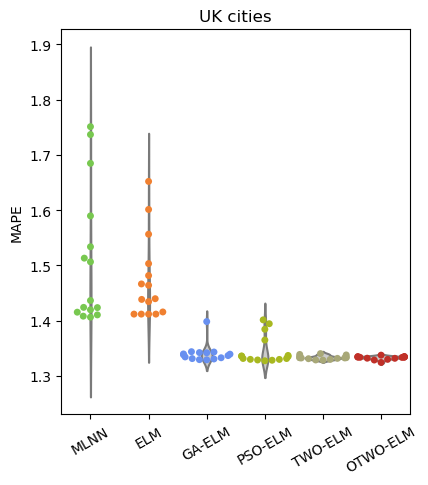 UK cities
MAPE
1.9
1.8
1.7
1.6
1.5
1.4
1.3
MLNN
ELM
GA-ELM
PSO-ELM
TWO-ELM
OTWO-ELM